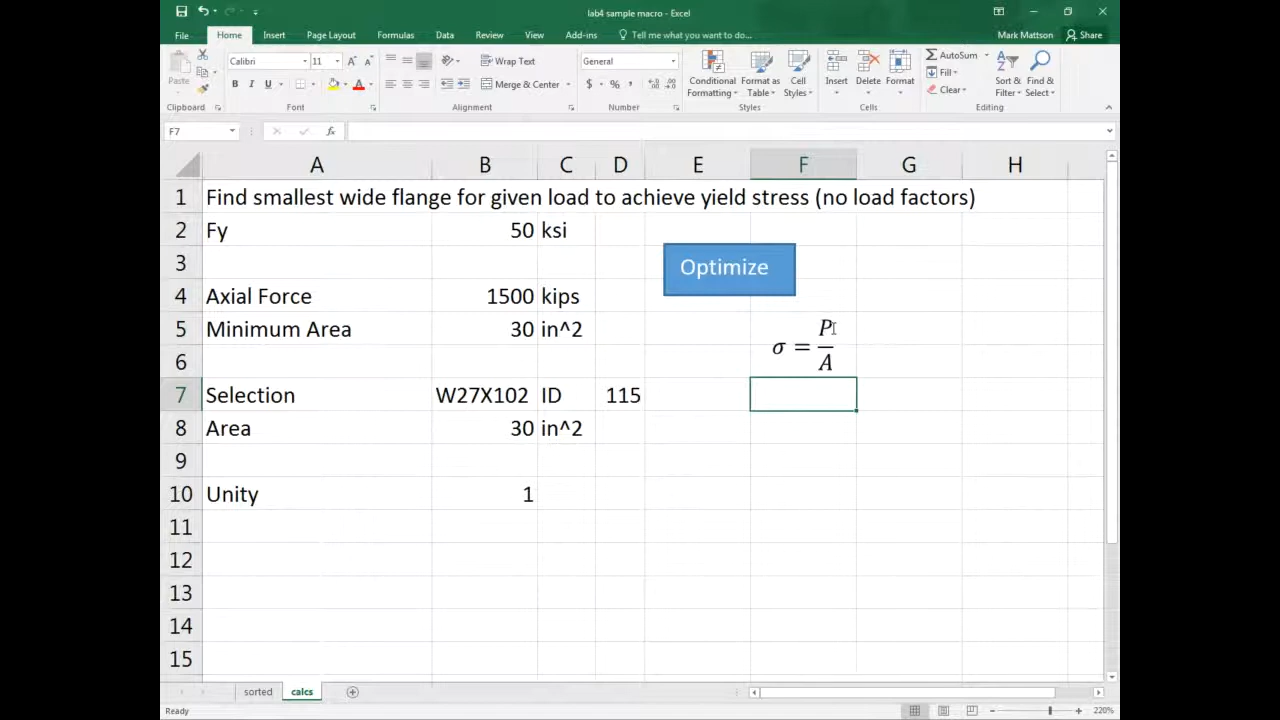 lab4 sample macro - Excel
File Home Insert Page Layout Formulas Data Review View Add-ins Tell me what you want to do... Mark Mattson Share
Paste Calibri 11 A A Wrap Text General Conditional Formatting Format as Table Cell Styles Insert Delete Format AutoSum Sort & Filter Find & Select
B I U A Merge & Center $ % , Fill
Clear
Clipboard Font Alignment Number Styles Cells Editing
F7 fx
A B C D E F G H
1 Find smallest wide flange for given load to achieve yield stress (no load factors)
2 Fy 50 ksi
3 Optimize
4 Axial Force 1500 kips
5 Minimum Area 30 in^2
6 σ = P/A
7 Selection W27X102 ID 115
8 Area 30 in^2
9
10 Unity 1
11
12
13
14
15
sorted calcs
Ready 220%